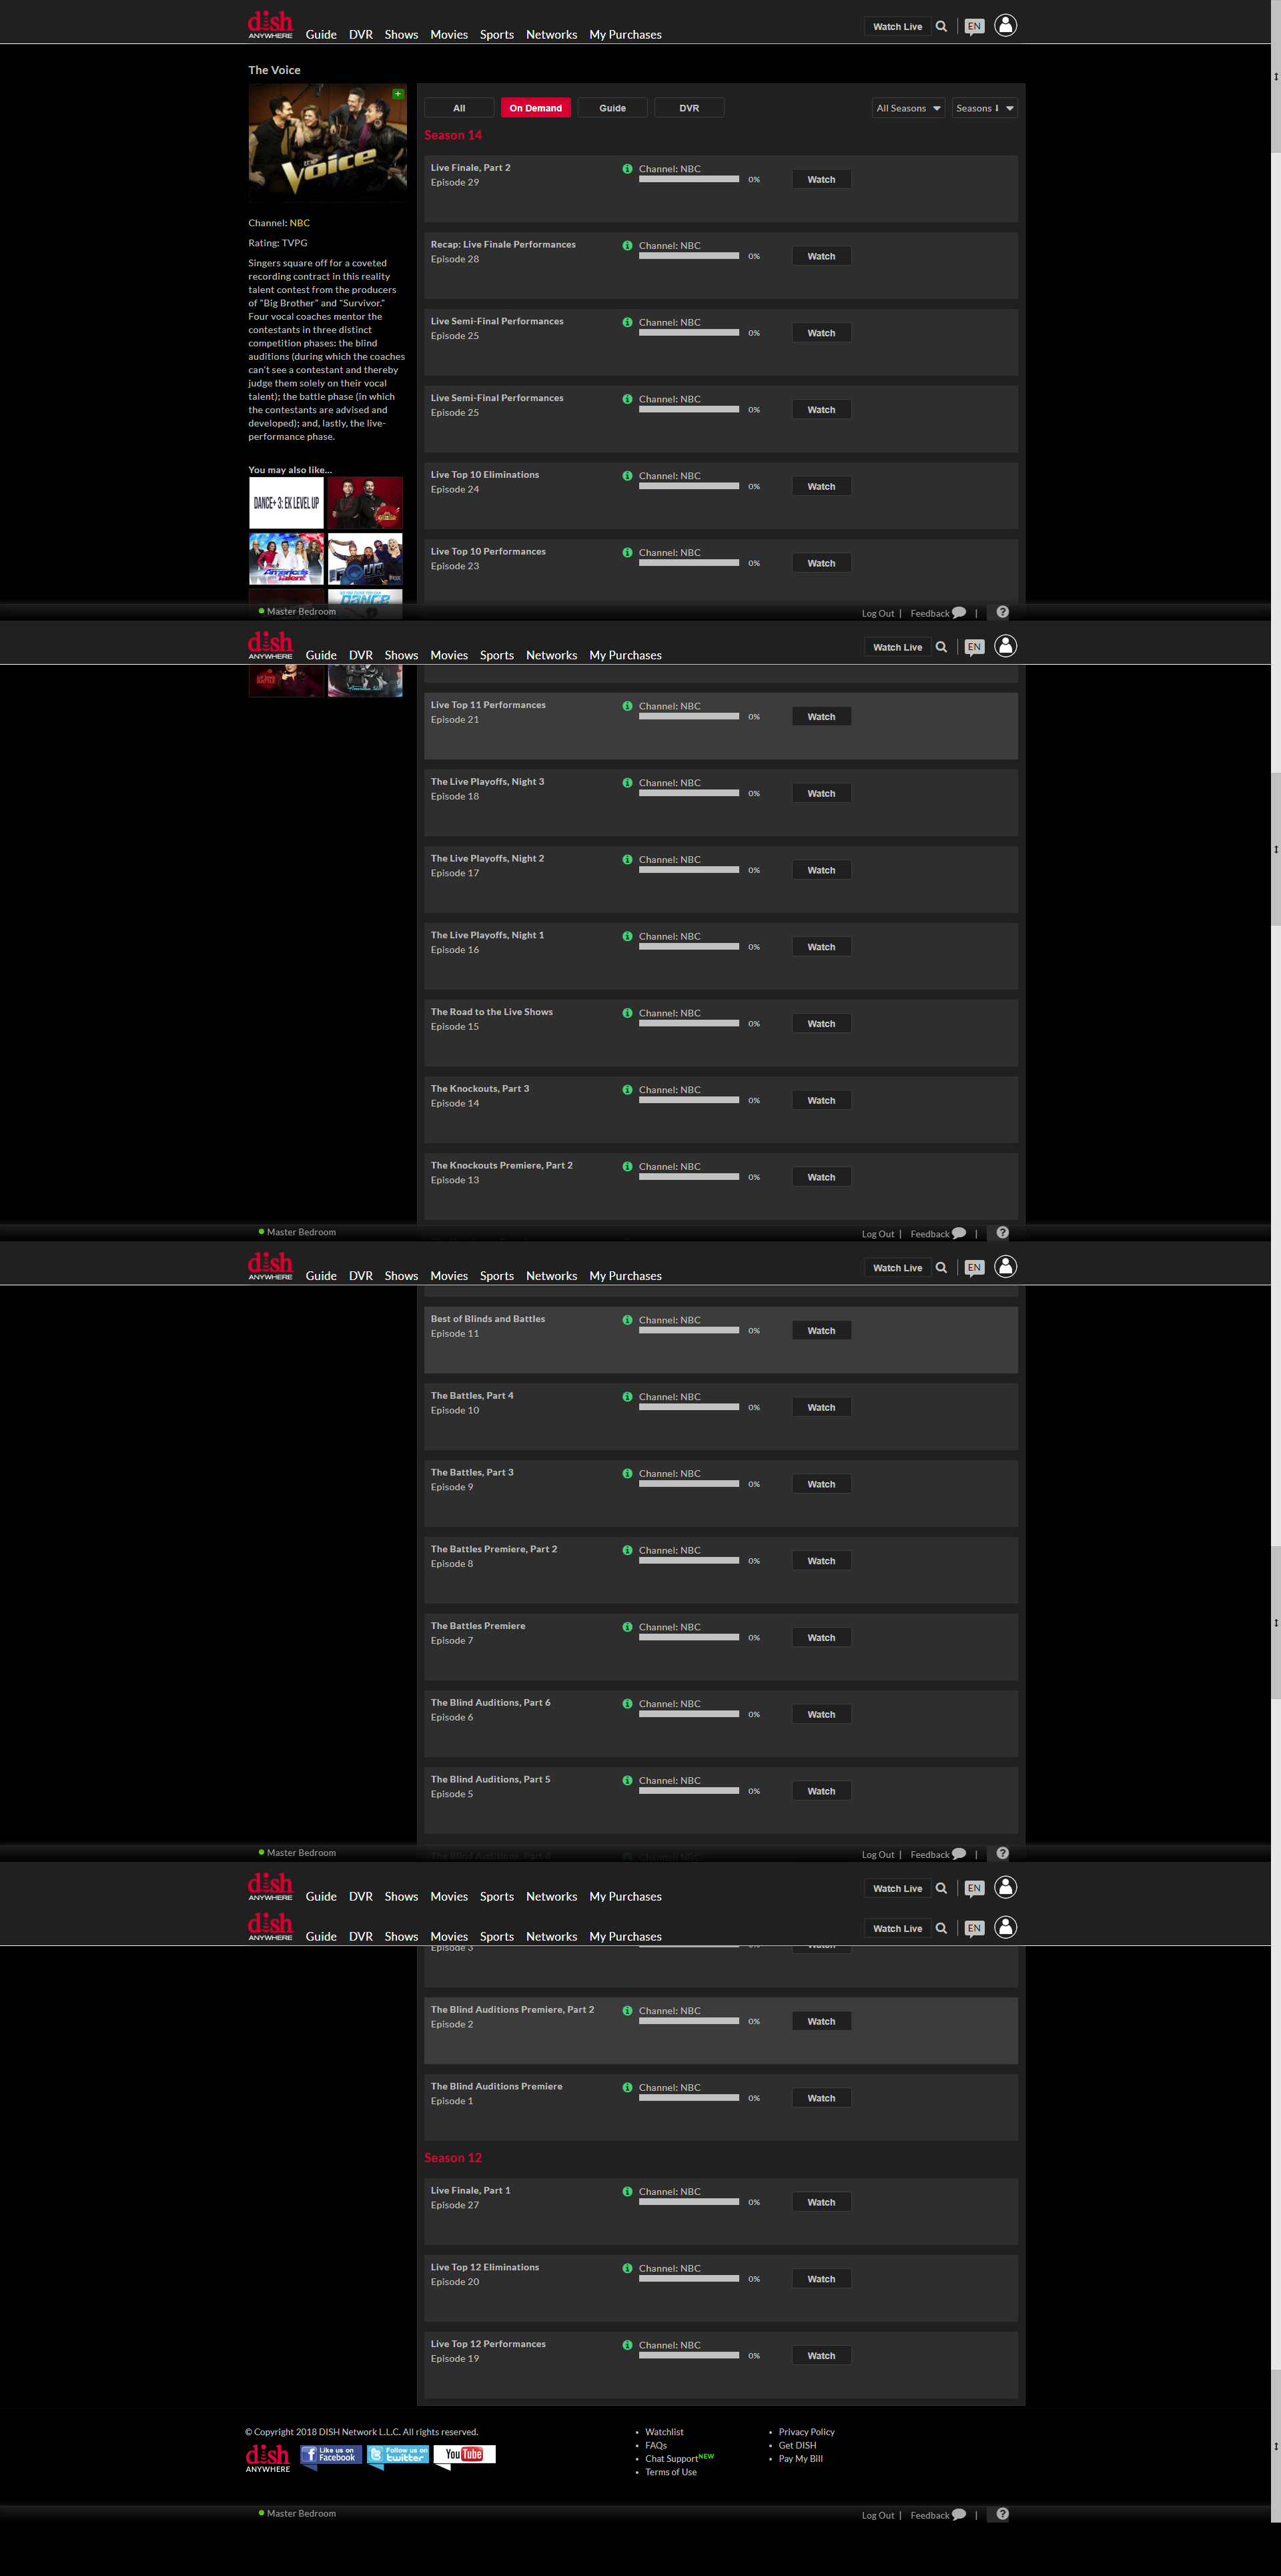 dish
ANYWHERE
Guide DVR Shows Movies Sports Networks My Purchases
Watch Live
EN
The Voice
+
THE
Voice
Channel: NBC
Rating: TVPG
Singers square off for a coveted
recording contract in this reality
talent contest from the producers
of "Big Brother" and "Survivor."
Four vocal coaches mentor the
contestants in three distinct
competition phases: the blind
auditions (during which the coaches
can't see a contestant and thereby
judge them solely on their vocal
talent); the battle phase (in which
the contestants are advised and
developed); and, lastly, the live-
performance phase.
You may also like...
DANCE+ 3: EK LEVEL UP
All On Demand Guide DVR
All Seasons Seasons
Season 14
Live Finale, Part 2
Episode 29
Channel: NBC
0%
Watch
Recap: Live Finale Performances
Episode 28
Channel: NBC
0%
Watch
Live Semi-Final Performances
Episode 25
Channel: NBC
0%
Watch
Live Semi-Final Performances
Episode 25
Channel: NBC
0%
Watch
Live Top 10 Eliminations
Episode 24
Channel: NBC
0%
Watch
Live Top 10 Performances
Episode 23
Channel: NBC
0%
Watch
Master Bedroom
Log Out | Feedback | ?
dish
ANYWHERE
Guide DVR Shows Movies Sports Networks My Purchases
Watch Live
EN
Live Top 11 Performances
Episode 21
Channel: NBC
0%
Watch
The Live Playoffs, Night 3
Episode 18
Channel: NBC
0%
Watch
The Live Playoffs, Night 2
Episode 17
Channel: NBC
0%
Watch
The Live Playoffs, Night 1
Episode 16
Channel: NBC
0%
Watch
The Road to the Live Shows
Episode 15
Channel: NBC
0%
Watch
The Knockouts, Part 3
Episode 14
Channel: NBC
0%
Watch
The Knockouts Premiere, Part 2
Episode 13
Channel: NBC
0%
Watch
Master Bedroom
Log Out | Feedback | ?
dish
ANYWHERE
Guide DVR Shows Movies Sports Networks My Purchases
Watch Live
EN
Best of Blinds and Battles
Episode 11
Channel: NBC
0%
Watch
The Battles, Part 4
Episode 10
Channel: NBC
0%
Watch
The Battles, Part 3
Episode 9
Channel: NBC
0%
Watch
The Battles Premiere, Part 2
Episode 8
Channel: NBC
0%
Watch
The Battles Premiere
Episode 7
Channel: NBC
0%
Watch
The Blind Auditions, Part 6
Episode 6
Channel: NBC
0%
Watch
The Blind Auditions, Part 5
Episode 5
Channel: NBC
0%
Watch
Master Bedroom
Log Out | Feedback | ?
dish
ANYWHERE
Guide DVR Shows Movies Sports Networks My Purchases
Watch Live
EN
dish
ANYWHERE
Guide DVR Shows Movies Sports Networks My Purchases
Watch Live
EN
Episode 3
The Blind Auditions Premiere, Part 2
Episode 2
Channel: NBC
0%
Watch
The Blind Auditions Premiere
Episode 1
Channel: NBC
0%
Watch
Season 12
Live Finale, Part 1
Episode 27
Channel: NBC
0%
Watch
Live Top 12 Eliminations
Episode 20
Channel: NBC
0%
Watch
Live Top 12 Performances
Episode 19
Channel: NBC
0%
Watch
© Copyright 2018 DISH Network L.L.C. All rights reserved.
dish
ANYWHERE
Like us on
Facebook
Follow us on
twitter
YouTube
Watchlist
FAQs
Chat Support NEW
Terms of Use
Privacy Policy
Get DISH
Pay My Bill
Master Bedroom
Log Out | Feedback | ?